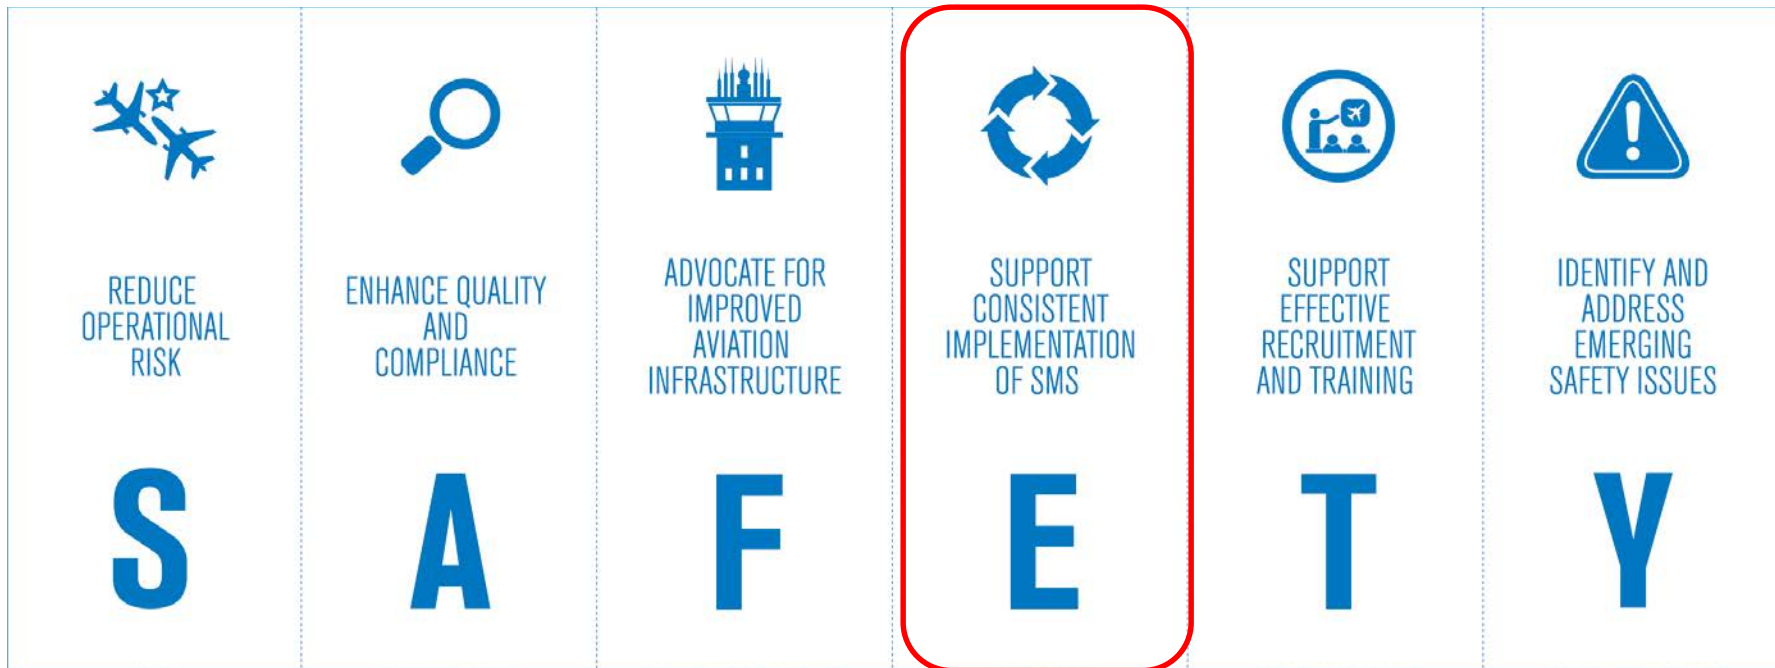 REDUCE
OPERATIONAL
RISK
ENHANCE QUALITY
AND
COMPLIANCE
ADVOCATE FOR
IMPROVED
AVIATION
INFRASTRUCTURE
SUPPORT
CONSISTENT
IMPLEMENTATION
OF SMS
SUPPORT
EFFECTIVE
RECRUITMENT
AND TRAINING
IDENTIFY AND
ADDRESS
EMERGING
SAFETY ISSUES
S A F E T Y